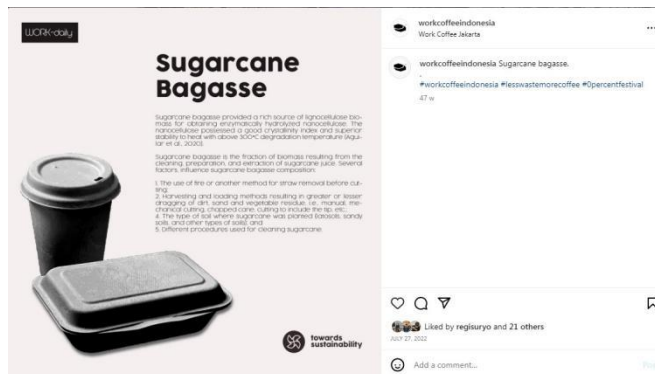 WORK-daily
Sugarcane
Bagasse
Sugarcane bagasse provided a rich source of lignocellulose bio-
mass for obtaining enzymatically hydrolyzed nanocellulose. The
nanocellulose possessed a good crystallinity index and superior
stability to heat with above 300°C degradation temperature (Agui-
lar et al., 2020).
Sugarcane bagasse is the fraction of biomass resulting from the
cleaning, preparation, and extraction of sugarcane juice. Several
factors, influence sugarcane bagasse composition:
1. The use of fire or another method for straw removal before cut-
ting;
2. Harvesting and loading methods resulting in greater or lesser
dragging of dirt, sand and vegetable residue, i.e., manual, me-
chanical cutting, chopped cane, cutting to include the tip, etc.;
4. The type of soil where sugarcane was planted (latosols, sandy
soils, and other types of soils); and
5. Different procedures used for cleaning sugarcane.
towards
sustainability
workcoffeeindonesia
Work Coffee Jakarta
workcoffeeindonesia Sugarcane bagasse.
.
#workcoffeeindonesia #lesswastemorecoffee #0percentfestival
47 w
Liked by regisuryo and 21 others
JULY 27, 2022
Add a comment...
Post